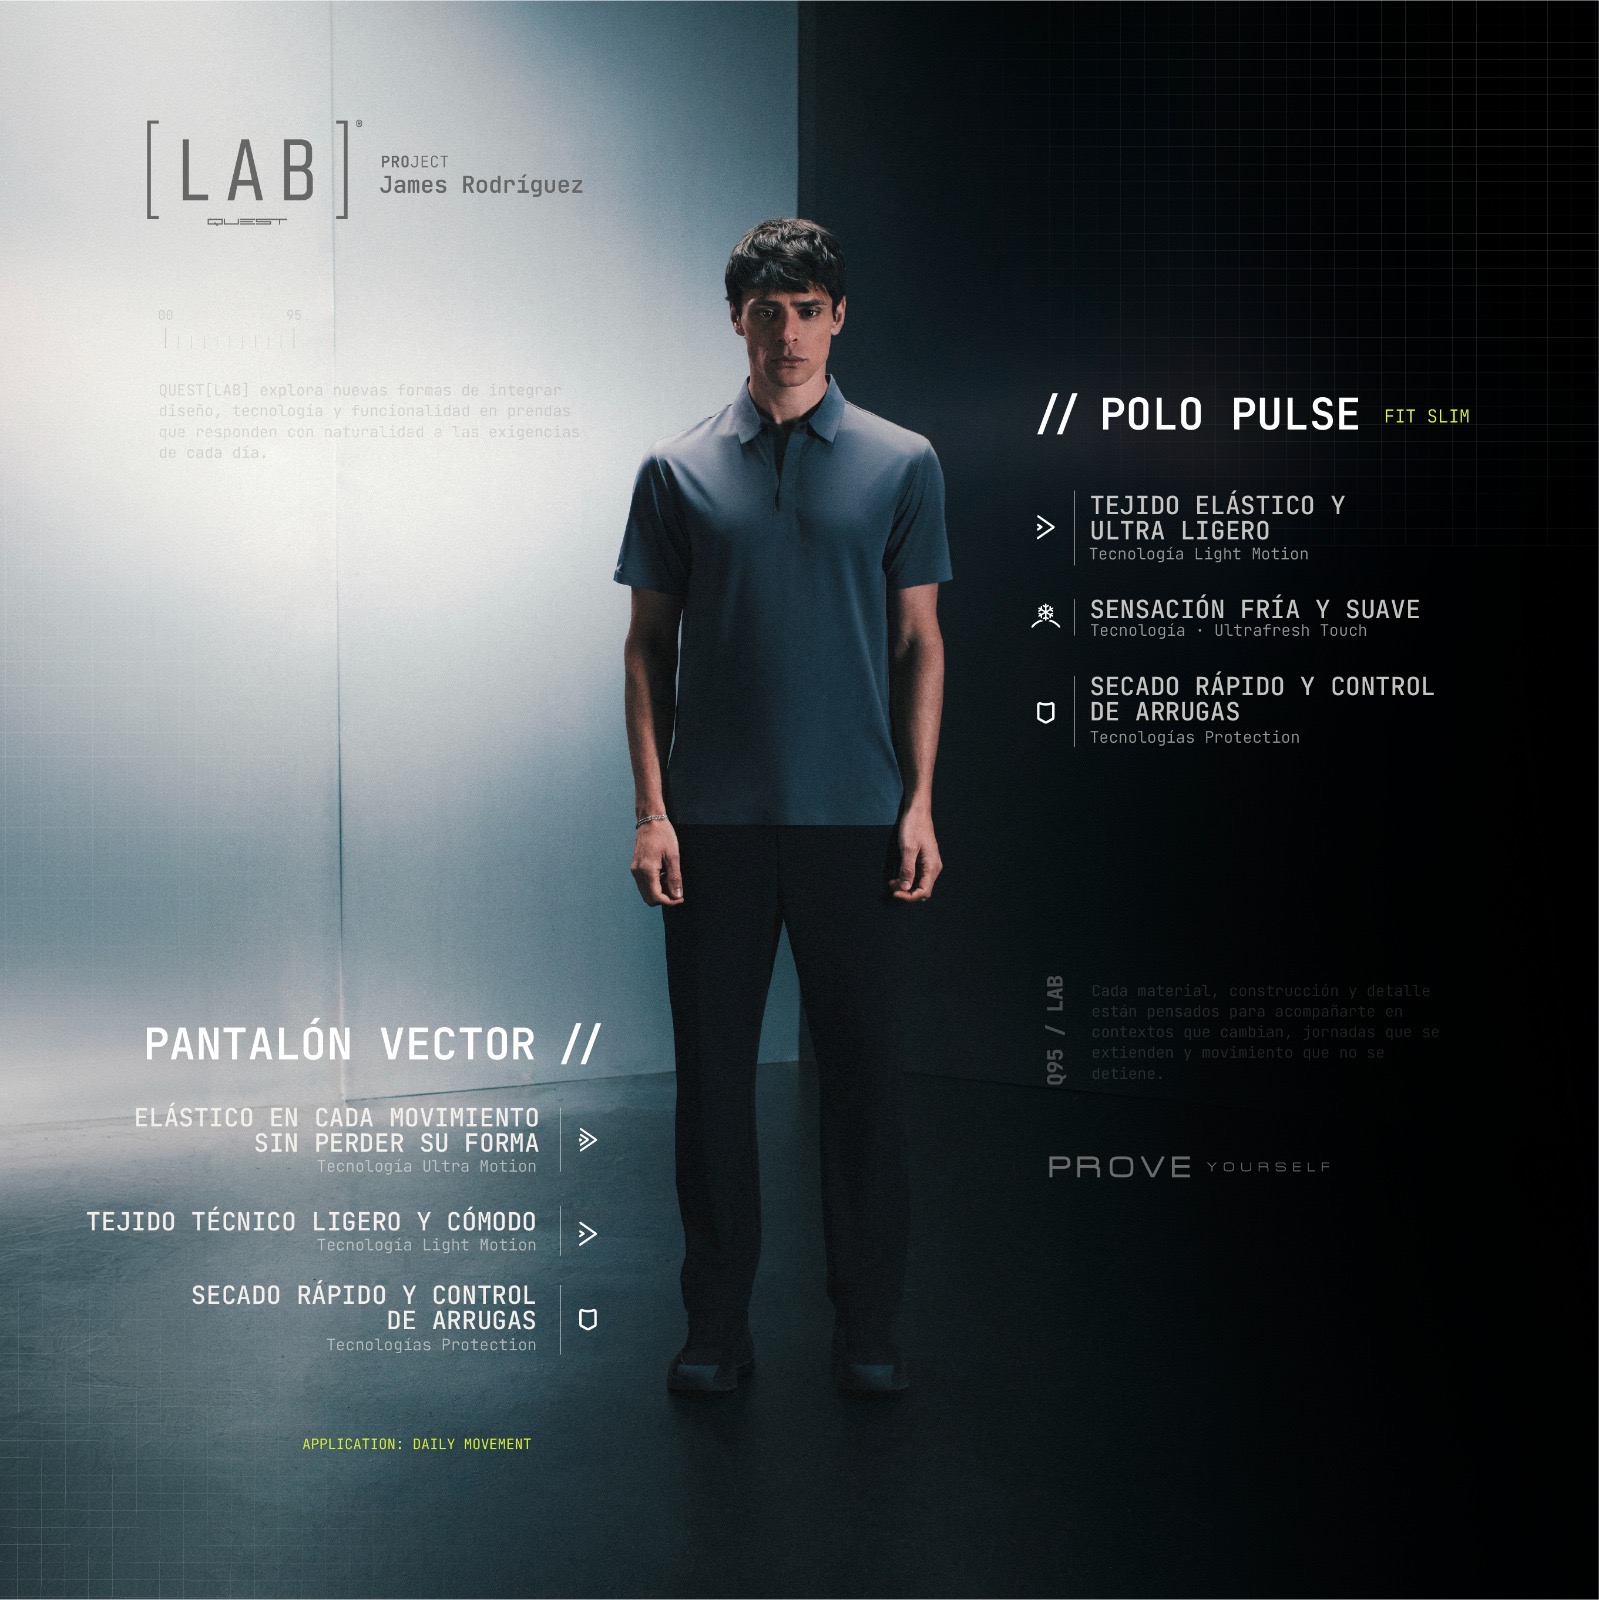 [LAB]®
QUEST
PROJECT
James Rodríguez
00 95
QUEST[LAB] explora nuevas formas de integrar
diseño, tecnología y funcionalidad en prendas
que responden con naturalidad a las exigencias
de cada día.
// POLO PULSE FIT SLIM
TEJIDO ELÁSTICO Y
ULTRA LIGERO
Tecnología Light Motion
SENSACIÓN FRÍA Y SUAVE
Tecnología · Ultrafresh Touch
SECADO RÁPIDO Y CONTROL
DE ARRUGAS
Tecnologías Protection
Q95 / LAB
Cada material, construcción y detalle
están pensados para acompañarte en
contextos que cambian, jornadas que se
extienden y movimiento que no se
detiene.
PROVE YOURSELF
PANTALÓN VECTOR //
ELÁSTICO EN CADA MOVIMIENTO
SIN PERDER SU FORMA
Tecnología Ultra Motion
TEJIDO TÉCNICO LIGERO Y CÓMODO
Tecnología Light Motion
SECADO RÁPIDO Y CONTROL
DE ARRUGAS
Tecnologías Protection
APPLICATION: DAILY MOVEMENT